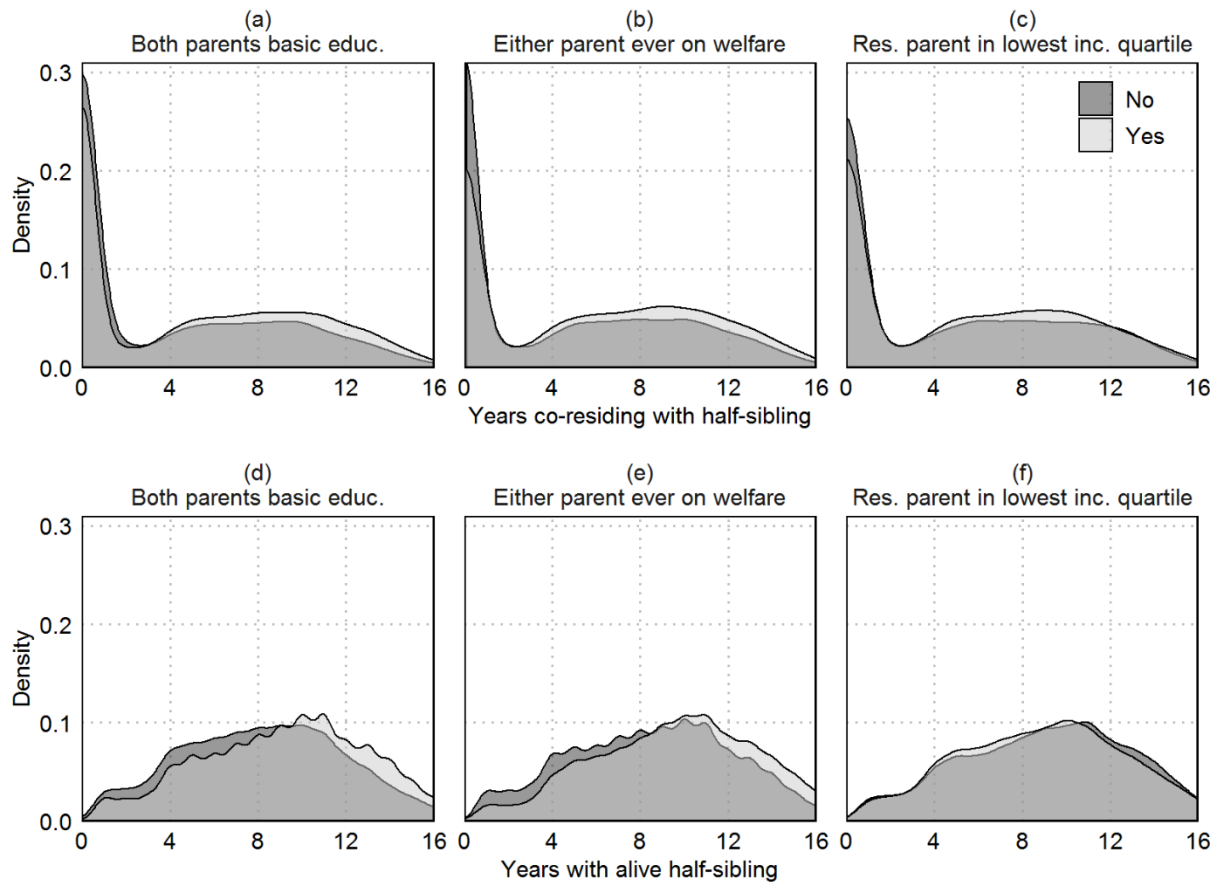 (a)
Both parents basic educ.
(b)
Either parent ever on welfare
(c)
Res. parent in lowest inc. quartile
Density
0.3
0.2
0.1
0.0
No
Yes
0 4 8 12 16
0 4 8 12 16
0 4 8 12 16
Years co-residing with half-sibling
(d)
Both parents basic educ.
(e)
Either parent ever on welfare
(f)
Res. parent in lowest inc. quartile
Density
0.3
0.2
0.1
0.0
0 4 8 12 16
0 4 8 12 16
0 4 8 12 16
Years with alive half-sibling